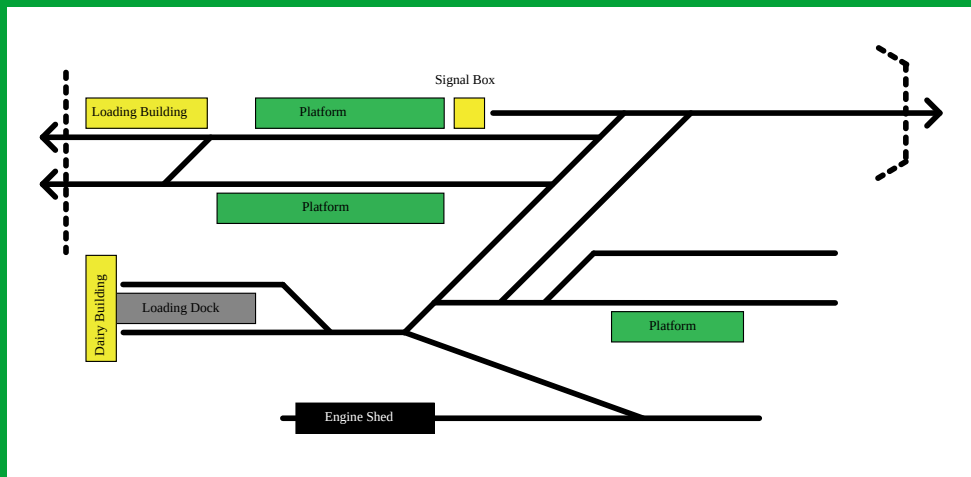 Signal Box
Loading Building
Platform
Platform
Dairy Building
Loading Dock
Platform
Engine Shed